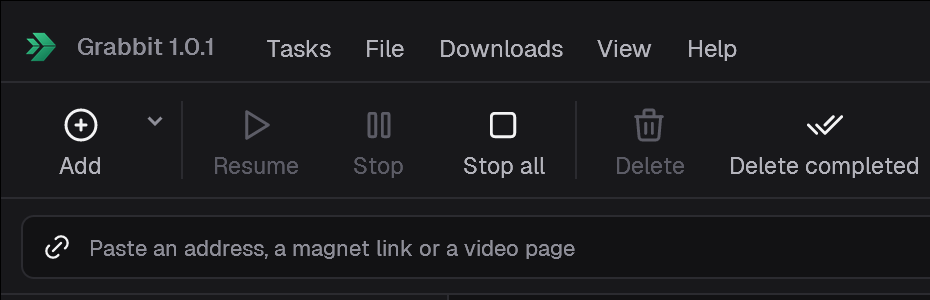 Grabbit 1.0.1 Tasks File Downloads View Help
Add Resume Stop Stop all Delete Delete completed
Paste an address, a magnet link or a video page